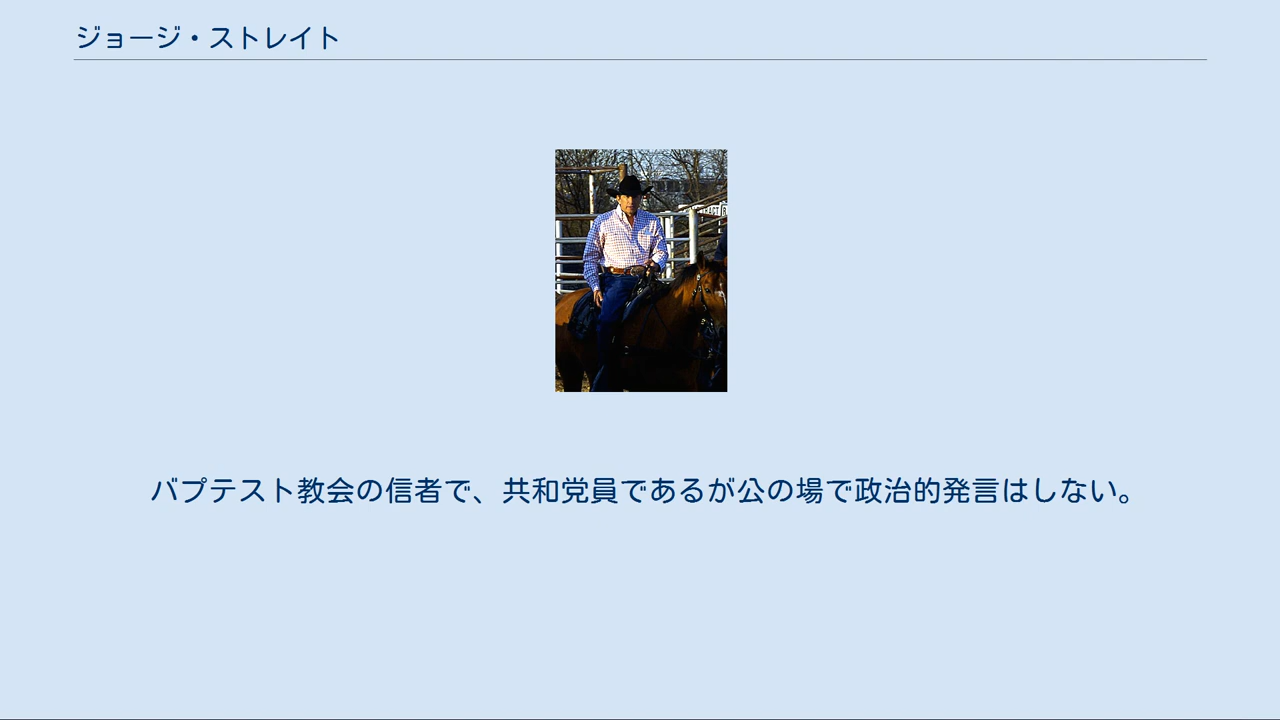 ジョージ・ストレイト
バプテスト教会の信者で、共和党員であるが公の場で政治的発言はしない。